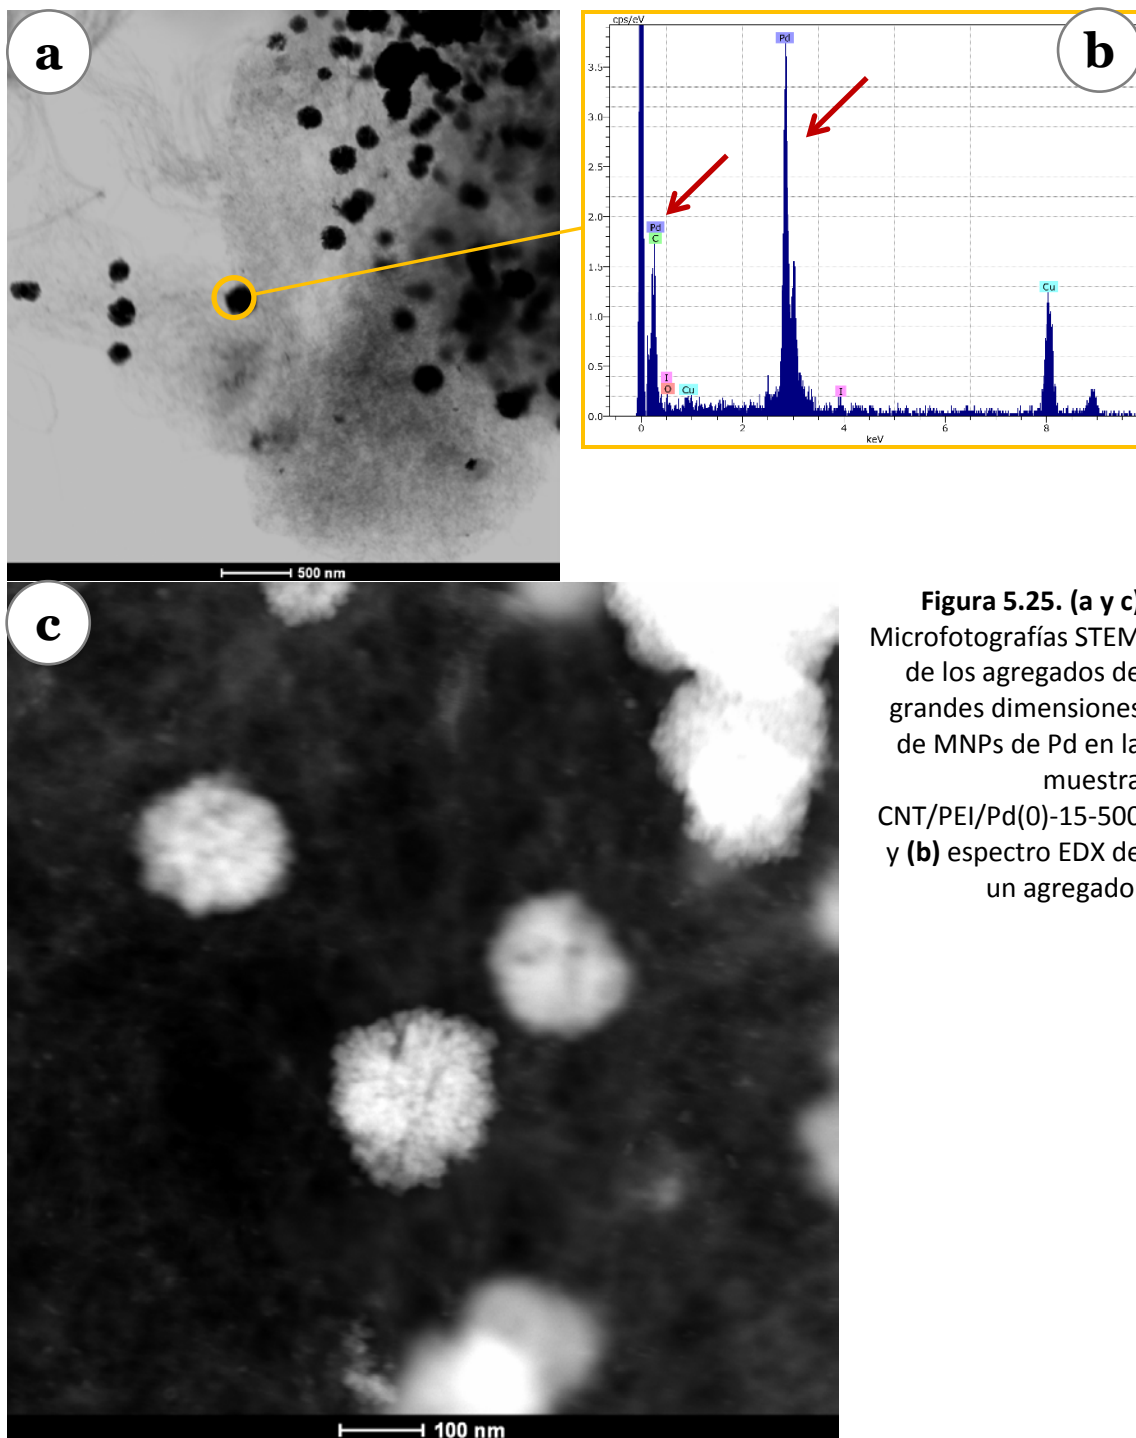 a
b
cps/eV
Pd
3.5
3.0
2.5
2.0
Pd
C
1.5
Cu
1.0
0.5
I
O
Cu
I
0.0
0
2
4
6
8
keV
500 nm
c
Figura 5.25. (a y c)
Microfotografías STEM
de los agregados de
grandes dimensiones
de MNPs de Pd en la
muestra
CNT/PEI/Pd(0)-15-500
y (b) espectro EDX de
un agregado
100 nm